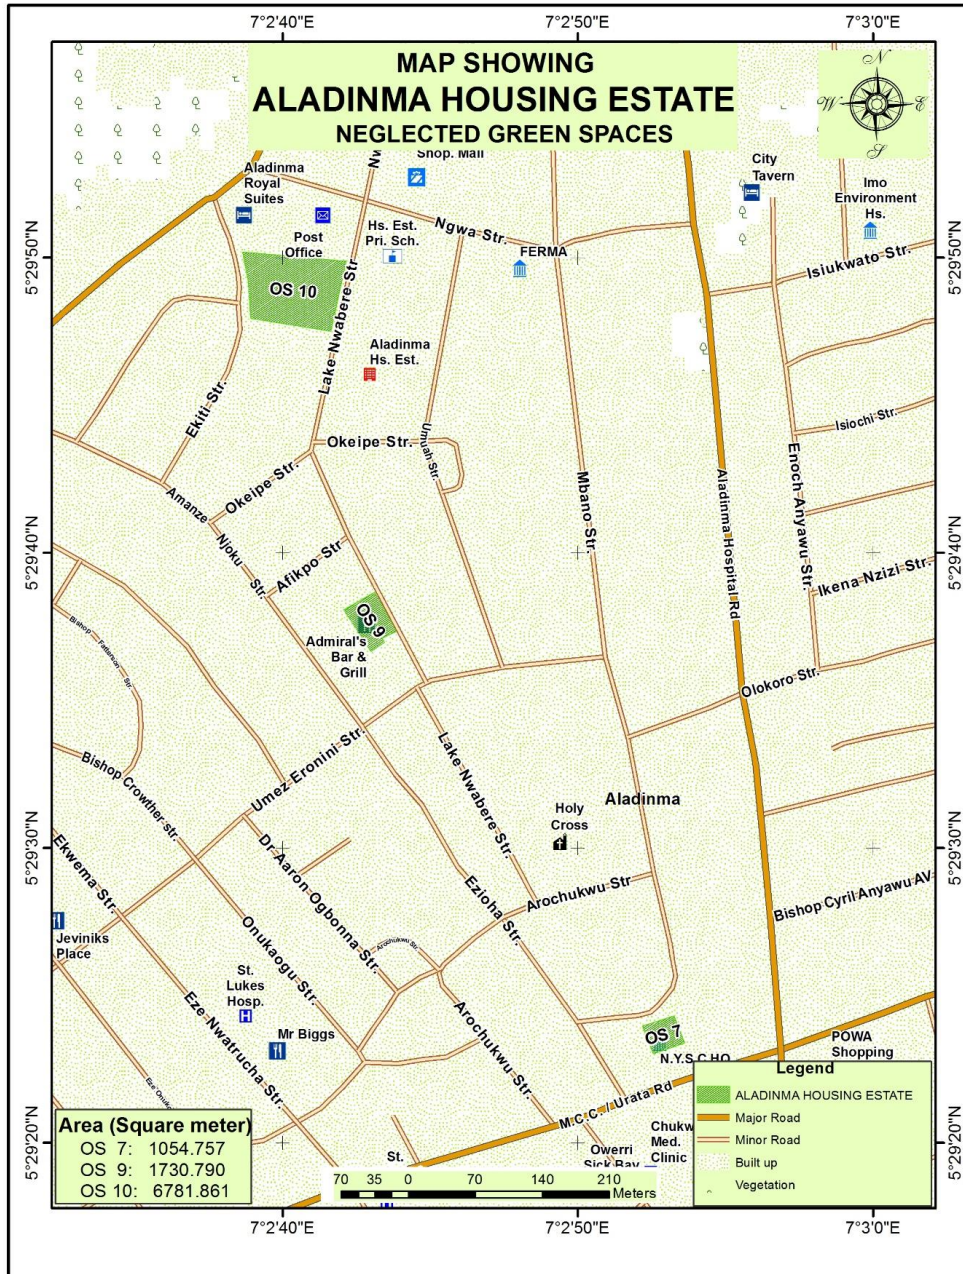 7°2'40"E
7°2'50"E
7°3'0"E
MAP SHOWING
ALADINMA HOUSING ESTATE
NEGLECTED GREEN SPACES
N
W
E
S
Shop. Mall
City
Tavern
Aladinma
Royal
Suites
Imo
Environment
Hs.
Post
Office
Hs. Est.
Pri. Sch.
Ngwa Str.
FERMA
Isiukwato Str.
5°29'50"N
5°29'50"N
OS 10
Lake Nwabere Str
Aladinma
Hs. Est.
Ekiti Str.
Okeipe Str.
Umuah Str.
Isiochi Str.
Okeipe Str.
Mbano Str.
Aladinma Hospital Rd
Enoch Anyawu Str.
Amanze
Njoku
Str.
5°29'40"N
5°29'40"N
Afikpo Str
Ikena Nzizi Str.
OS 9
Admiral's
Bar &
Grill
Bishop
Fatterson
Str.
Olokoro Str.
Umez Eronini Str.
Bishop Crowther str.
Lake Nwabere Str.
Aladinma
Holy
Cross
5°29'30"N
5°29'30"N
Ekwema Str.
Dr Aaron Ogbonna Str.
Ezioha Str.
Arochukwu Str
Bishop Cyril Anyawu AV
Jeviniks
Place
Onukaogu Str.
Arochukwu Str.
St.
Lukes
Hosp.
H
Eze Nwatrucha Str.
Mr Biggs
Arochukwu Str.
OS 7
N.Y.S.C HQ
POWA
Shopping
M.C.C. / Urata Rd
Chukw
Med.
Clinic
Owerri
Sick Bay
St.
5°29'20"N
5°29'20"N
Area (Square meter)
OS 7: 1054.757
OS 9: 1730.790
OS 10: 6781.861
70 35 0 70 140 210
Meters
Legend
ALADINMA HOUSING ESTATE
Major Road
Minor Road
Built up
Vegetation
7°2'40"E
7°2'50"E
7°3'0"E